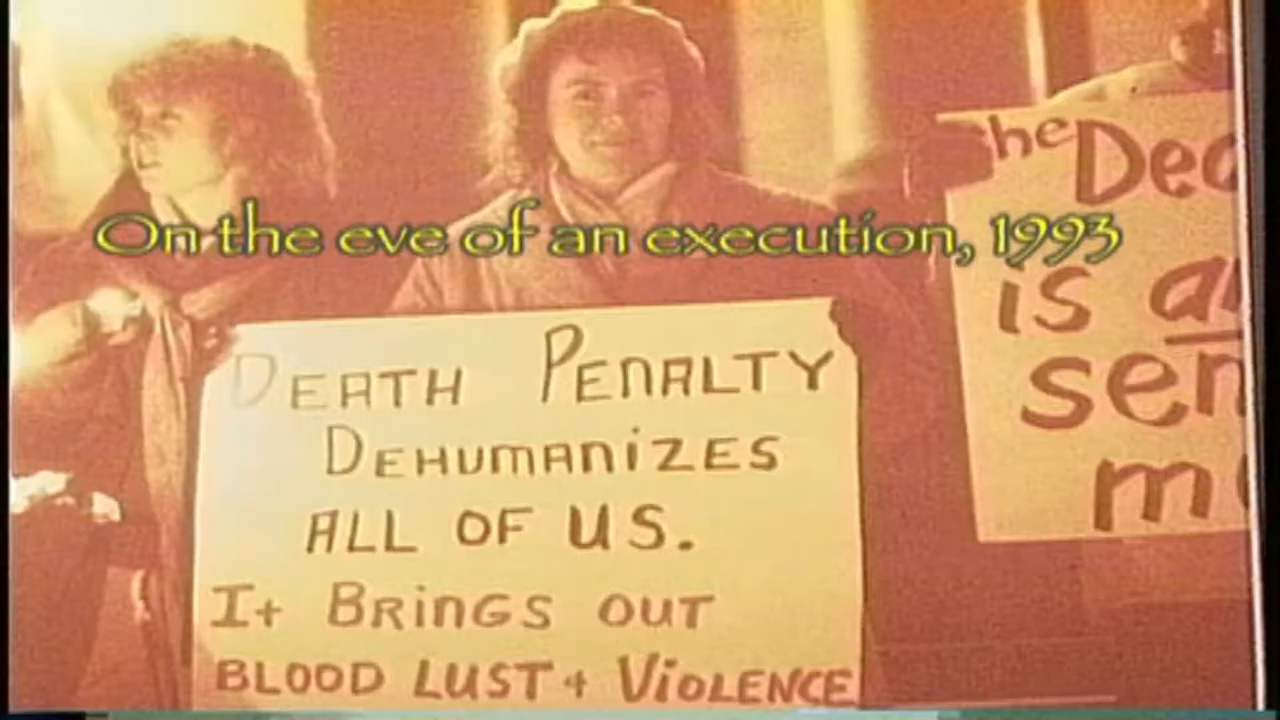 On the eve of an execution, 1993
DEATH PENALTY
DEHUMANIZES
ALL OF US.
It BRINGS OUT
BLOOD LUST + VIOLENCE
he
is